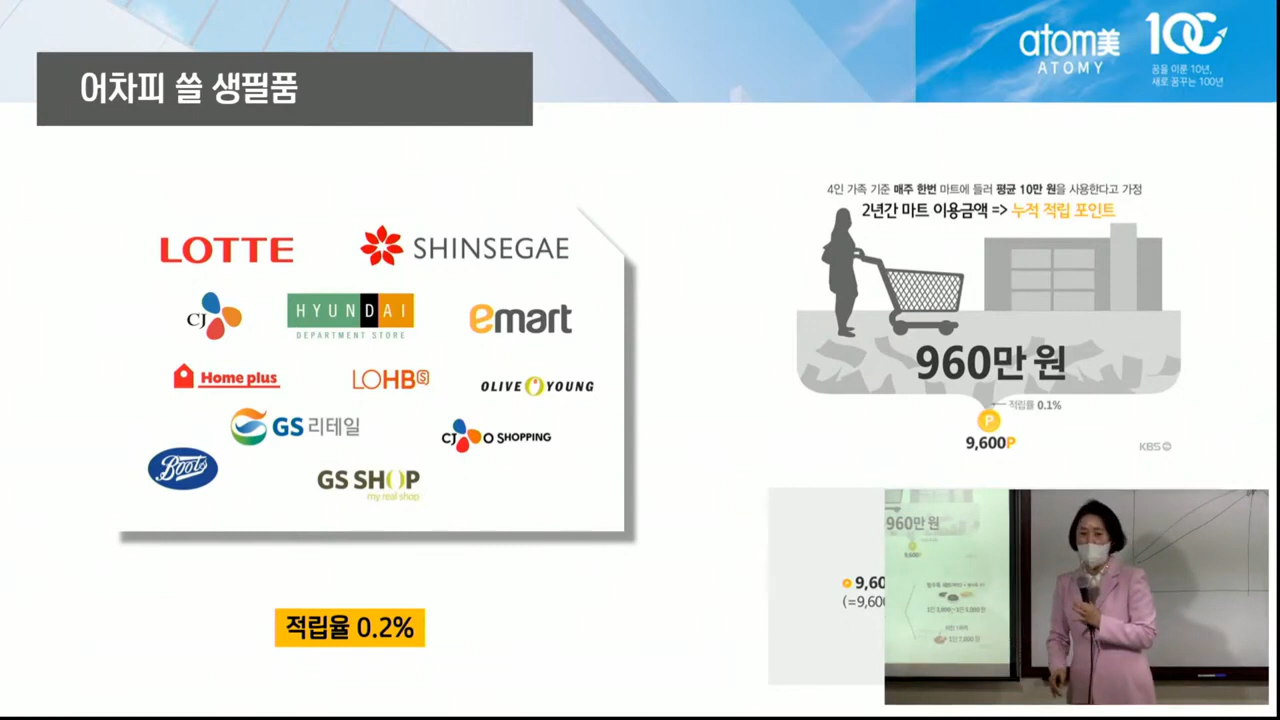 어차피 쓸 생필품
atom美
ATOMY
100
꿈을 이룬 10년,
새로 꿈꾸는 100년
LOTTE
SHINSEGAE
CJ
HYUNDAI
DEPARTMENT STORE
emart
Home plus
LOHBS
OLIVE YOUNG
GS 리테일
CJ O SHOPPING
Boots
GS SHOP
my real shop
적립율 0.2%
4인 가족 기준 매주 한번 마트에 들러 평균 10만 원을 사용한다고 가정
2년간 마트 이용금액 => 누적 적립 포인트
960만 원
적립률 0.1%
P
9,600P
KBS
P 9,60
(=9,600
960만 원
9,600P